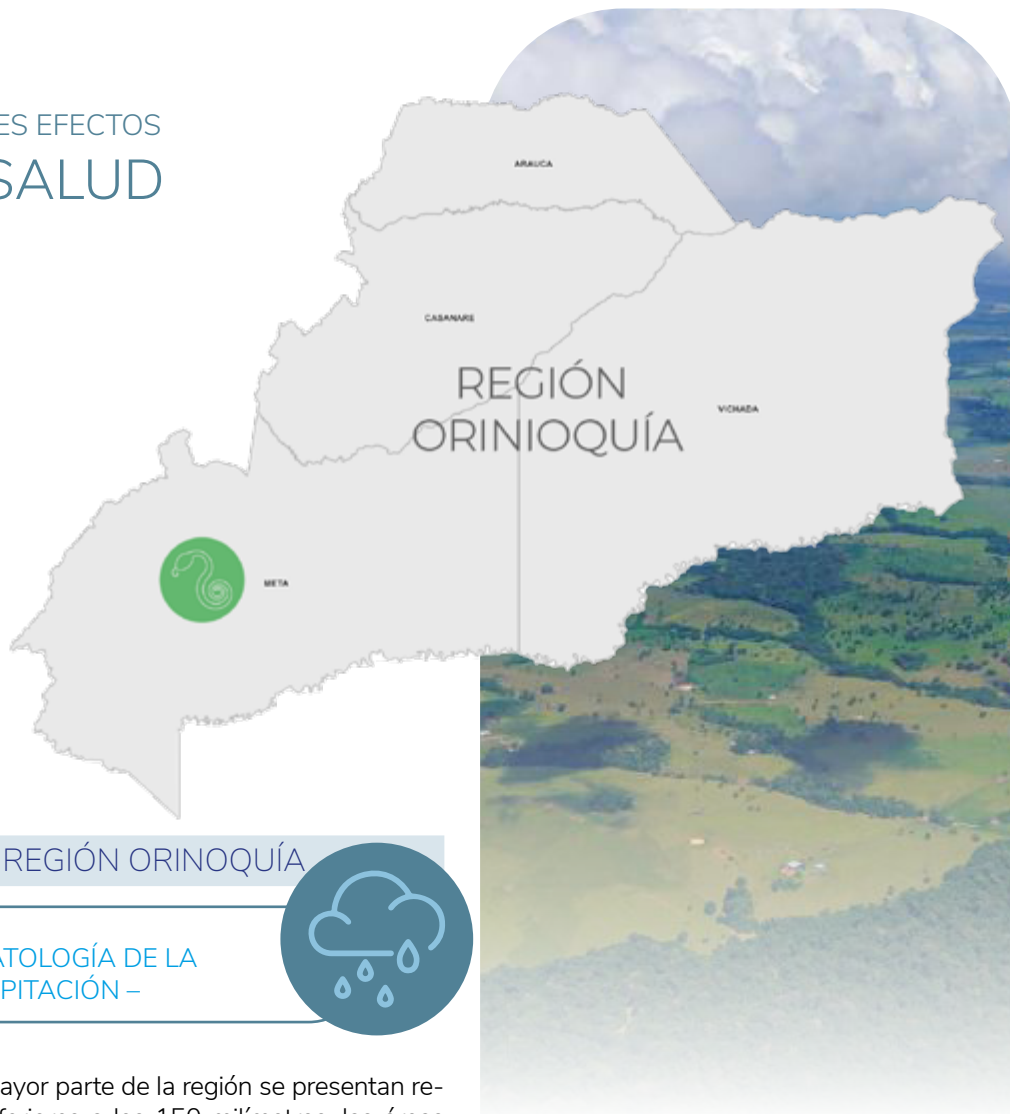 ES EFECTOS
SALUD
ARAUCA
CASANARE
REGIÓN
ORINIOQUÍA
VICHADA
META
REGIÓN ORINOQUÍA
ATOLOGÍA DE LA
PITACIÓN –
ayor parte de la región se presentan re-